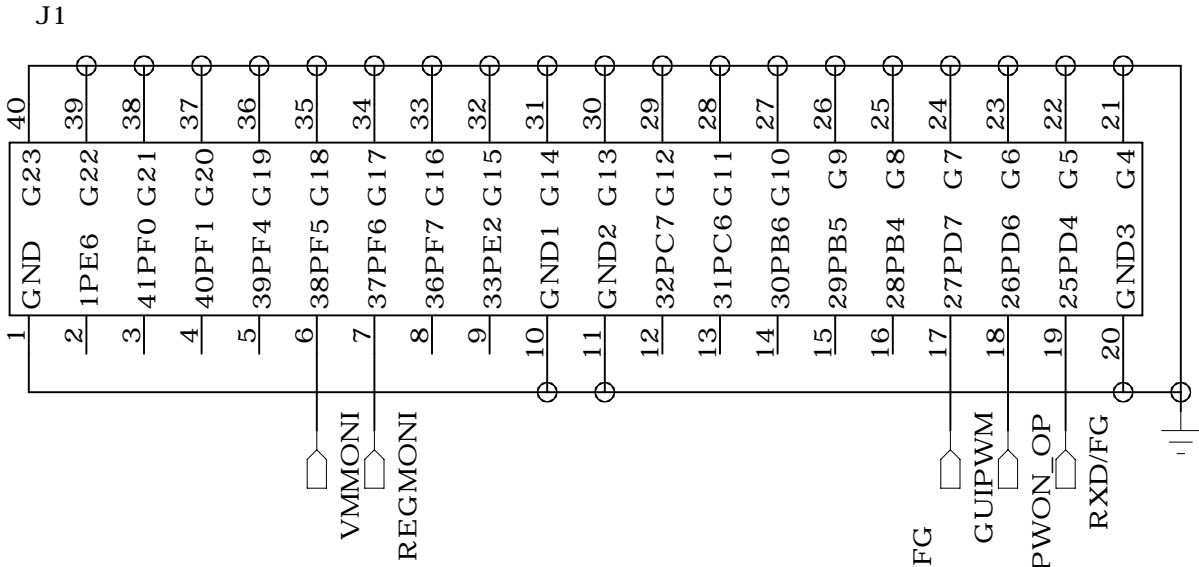 J1
40 39 38 37 36 35 34 33 32 31 30 29 28 27 26 25 24 23 22 21
G23 G22 G21 G20 G19 G18 G17 G16 G15 G14 G13 G12 G11 G10 G9 G8 G7 G6 G5 G4
GND 1PE6 41PF0 40PF1 39PF4 38PF5 37PF6 36PF7 33PE2 GND1 GND2 32PC7 31PC6 30PB6 29PB5 28PB4 27PD7 26PD6 25PD4 GND3
1 2 3 4 5 6 7 8 9 10 11 12 13 14 15 16 17 18 19 20
VMMONI
REGMONI
FG
GUIPWM
PWON_OP
RXD/FG